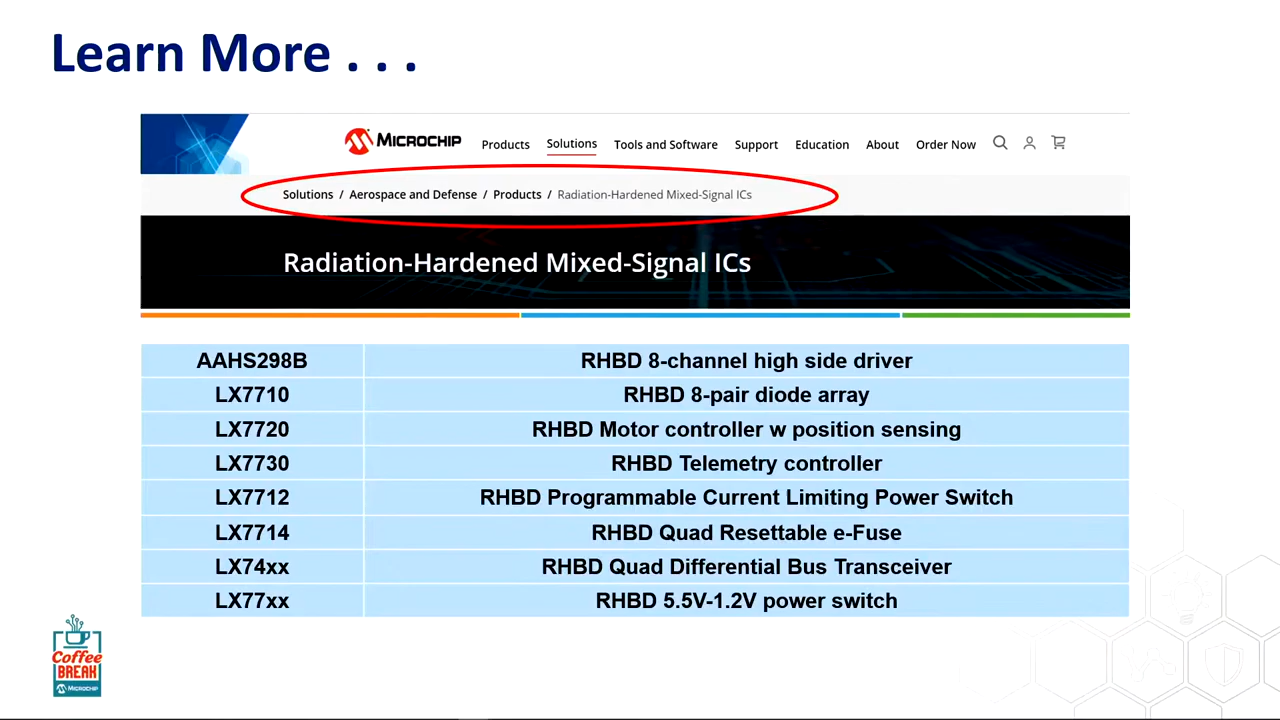 Learn More . . .
MICROCHIP Products Solutions Tools and Software Support Education About Order Now
Solutions / Aerospace and Defense / Products / Radiation-Hardened Mixed-Signal ICs
Radiation-Hardened Mixed-Signal ICs
AAHS298B RHBD 8-channel high side driver
LX7710 RHBD 8-pair diode array
LX7720 RHBD Motor controller w position sensing
LX7730 RHBD Telemetry controller
LX7712 RHBD Programmable Current Limiting Power Switch
LX7714 RHBD Quad Resettable e-Fuse
LX74xx RHBD Quad Differential Bus Transceiver
LX77xx RHBD 5.5V-1.2V power switch
Coffee
BREAK
MICROCHIP